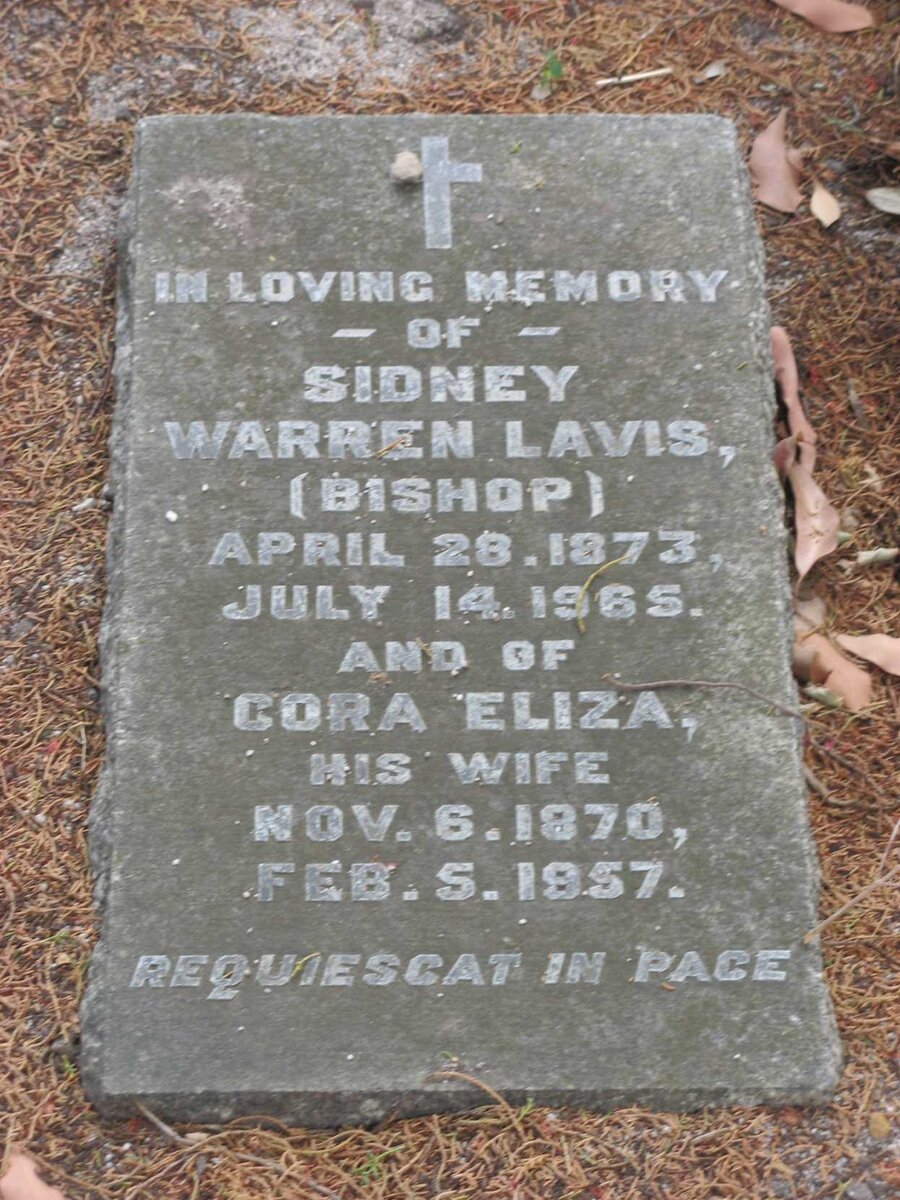 IN LOVING MEMORY
– OF –
SIDNEY
WARREN LAVIS,
(BISHOP)
APRIL 28.1873,
JULY 14.1965.
AND OF
CORA ELIZA,
HIS WIFE
NOV. 6.1870,
FEB. 5.1957.
REQUIESCAT IN PACE